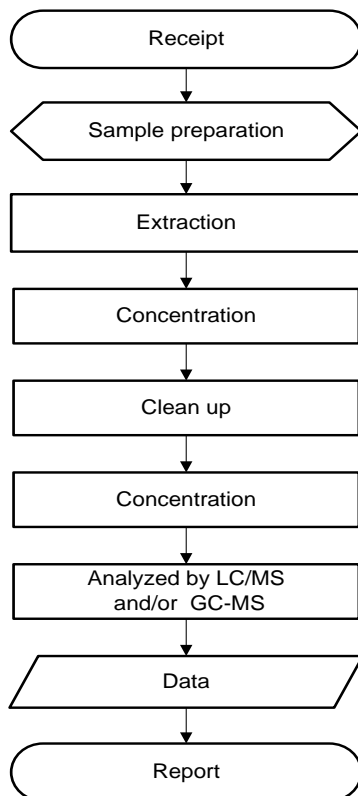 Receipt
Sample preparation
Extraction
Concentration
Clean up
Concentration
Analyzed by LC/MS
and/or GC-MS
Data
Report